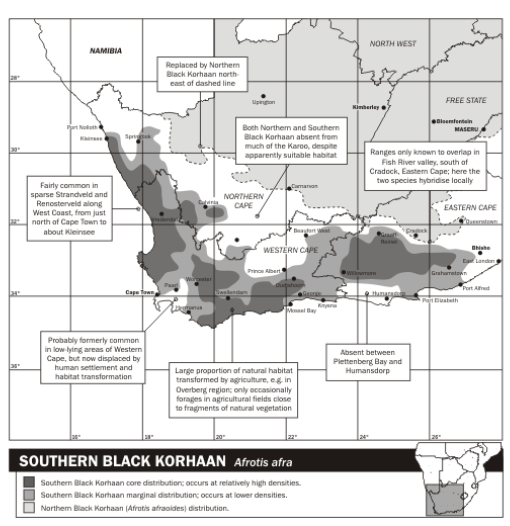 NAMIBIA
NORTH WEST
Replaced by Northern
Black Korhaan north-
east of dashed line
28°
Upington
Kimberley
FREE STATE
Bloemfontein
MASERU
Port Nolloth
Kleinsee
Springbok
Both Northern and Southern
Black Korhaan absent from
much of the Karoo, despite
apparently suitable habitat
Ranges only known to overlap in
Fish River valley, south of
Cradock, Eastern Cape; here the
two species hybridise locally
30°
Fairly common in
sparse Strandveld and
Renosterveld along
West Coast, from just
north of Cape Town to
about Kleinsee
NORTHERN
CAPE
Carnarvon
Calvinia
EASTERN CAPE
Queenstown
32°
Beaufort West
Cradock
Graaff
Reinet
WESTERN CAPE
Bhisho
East London
Prince Albert
Willowmore
Grahamstown
Worcester
Oudtshoorn
Port Alfred
Cape Town
Paarl
Swellendam
George
Knysna
Humansdorp
Port Elizabeth
34°
Hermanus
Mossel Bay
Probably formerly common
in low-lying areas of Western
Cape, but now displaced by
human settlement and
habitat transformation
Large proportion of natural habitat
transformed by agriculture, e.g. in
Overberg region; only occasionally
forages in agricultural fields close
to fragments of natural vegetation
Absent between
Plettenberg Bay and
Humansdorp
36°
16° 18° 20° 22° 24° 26°
SOUTHERN BLACK KORHAAN Afrotis afra
Southern Black Korhaan core distribution; occurs at relatively high densities.
Southern Black Korhaan marginal distribution; occurs at lower densities.
Northern Black Korhaan (Afrotis afraoides) distribution.